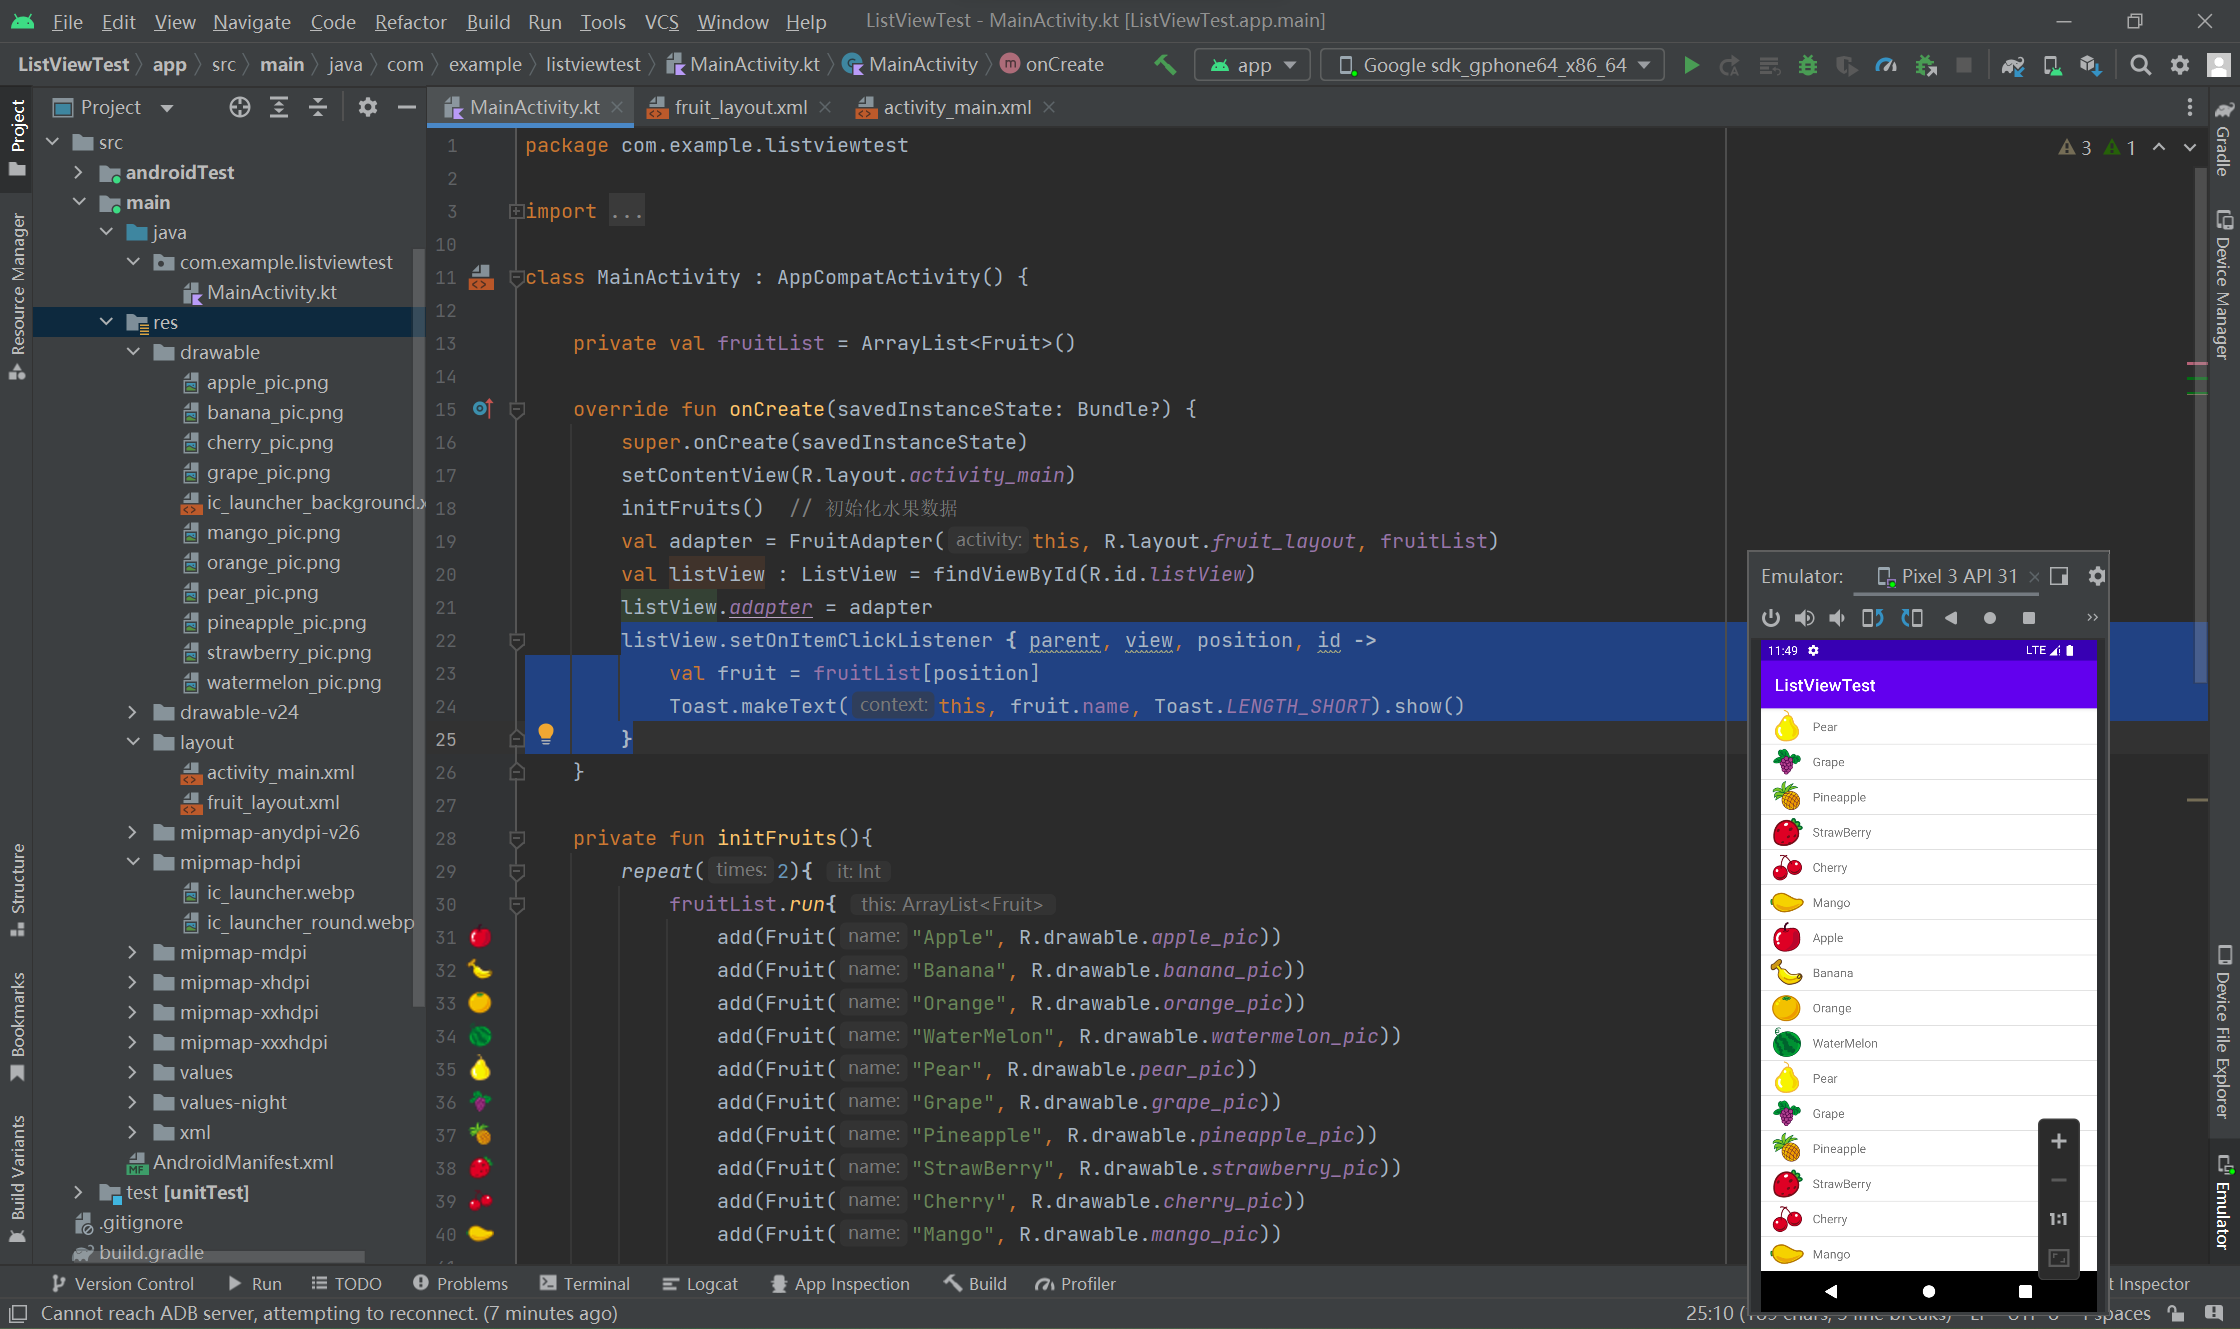 File Edit View Navigate Code Refactor Build Run Tools VCS Window Help ListViewTest - MainActivity.kt [ListViewTest.app.main]
ListViewTest app src main java com example listviewtest MainActivity.kt MainActivity onCreate app Google sdk_gphone64_x86_64
Project
MainActivity.kt fruit_layout.xml activity_main.xml
Project
Resource Manager
Structure
Bookmarks
Build Variants
src
androidTest
main
java
com.example.listviewtest
MainActivity.kt
res
drawable
apple_pic.png
banana_pic.png
cherry_pic.png
grape_pic.png
ic_launcher_background.x
mango_pic.png
orange_pic.png
pear_pic.png
pineapple_pic.png
strawberry_pic.png
watermelon_pic.png
drawable-v24
layout
activity_main.xml
fruit_layout.xml
mipmap-anydpi-v26
mipmap-hdpi
ic_launcher.webp
ic_launcher_round.webp
mipmap-mdpi
mipmap-xhdpi
mipmap-xxhdpi
mipmap-xxxhdpi
values
values-night
xml
AndroidManifest.xml
test [unitTest]
.gitignore
build.gradle
3 1
1 package com.example.listviewtest
2
3 import ...
10
11 class MainActivity : AppCompatActivity() {
12
13 private val fruitList = ArrayList<Fruit>()
14
15 override fun onCreate(savedInstanceState: Bundle?) {
16 super.onCreate(savedInstanceState)
17 setContentView(R.layout.activity_main)
18 initFruits() // 初始化水果数据
19 val adapter = FruitAdapter( activity: this, R.layout.fruit_layout, fruitList)
20 val listView : ListView = findViewById(R.id.listView)
21 listView.adapter = adapter
22 listView.setOnItemClickListener { parent, view, position, id ->
23 val fruit = fruitList[position]
24 Toast.makeText( context: this, fruit.name, Toast.LENGTH_SHORT).show()
25 }
26 }
27
28 private fun initFruits(){
29 repeat( times: 2){ it: Int
30 fruitList.run{ this: ArrayList<Fruit>
31 add(Fruit( name: "Apple", R.drawable.apple_pic))
32 add(Fruit( name: "Banana", R.drawable.banana_pic))
33 add(Fruit( name: "Orange", R.drawable.orange_pic))
34 add(Fruit( name: "WaterMelon", R.drawable.watermelon_pic))
35 add(Fruit( name: "Pear", R.drawable.pear_pic))
36 add(Fruit( name: "Grape", R.drawable.grape_pic))
37 add(Fruit( name: "Pineapple", R.drawable.pineapple_pic))
38 add(Fruit( name: "StrawBerry", R.drawable.strawberry_pic))
39 add(Fruit( name: "Cherry", R.drawable.cherry_pic))
40 add(Fruit( name: "Mango", R.drawable.mango_pic))
Emulator: Pixel 3 API 31
11:49 LTE
ListViewTest
Pear
Grape
Pineapple
StrawBerry
Cherry
Mango
Apple
Banana
Orange
WaterMelon
Pear
Grape
Pineapple
StrawBerry
Cherry
Mango
1:1
Gradle
Device Manager
Device File Explorer
Emulator
Version Control Run TODO Problems Terminal Logcat App Inspection Build Profiler t Inspector
Cannot reach ADB server, attempting to reconnect. (7 minutes ago) 25:10